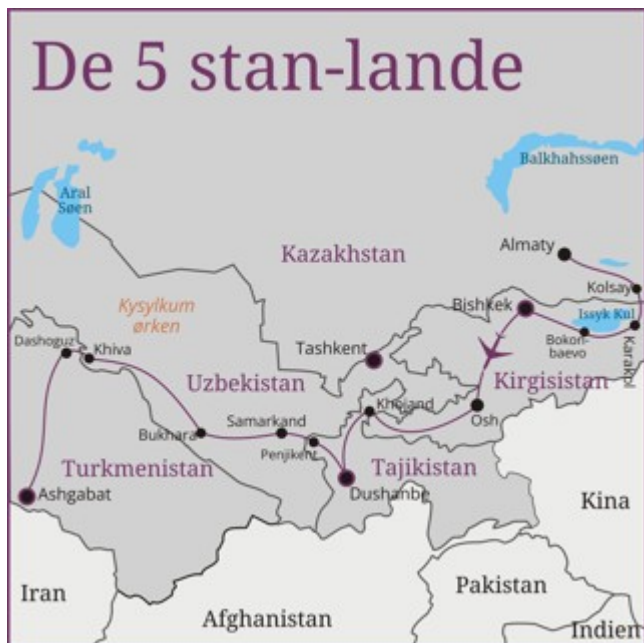 De 5 stan-lande
Balkhahssøen
Aral
Søen
Almaty
Kazakhstan
Kolsay
Kysylkum
ørken
Bishkek
Issyk Kul
Dashoguz
Khiva
Tashkent
Bokon-
baevo
Karakol
Uzbekistan
Kirgisistan
Khojand
Osh
Bukhara
Samarkand
Penjikent
Turkmenistan
Tajikistan
Ashgabat
Dushanbe
Kina
Iran
Pakistan
Afghanistan
Indien